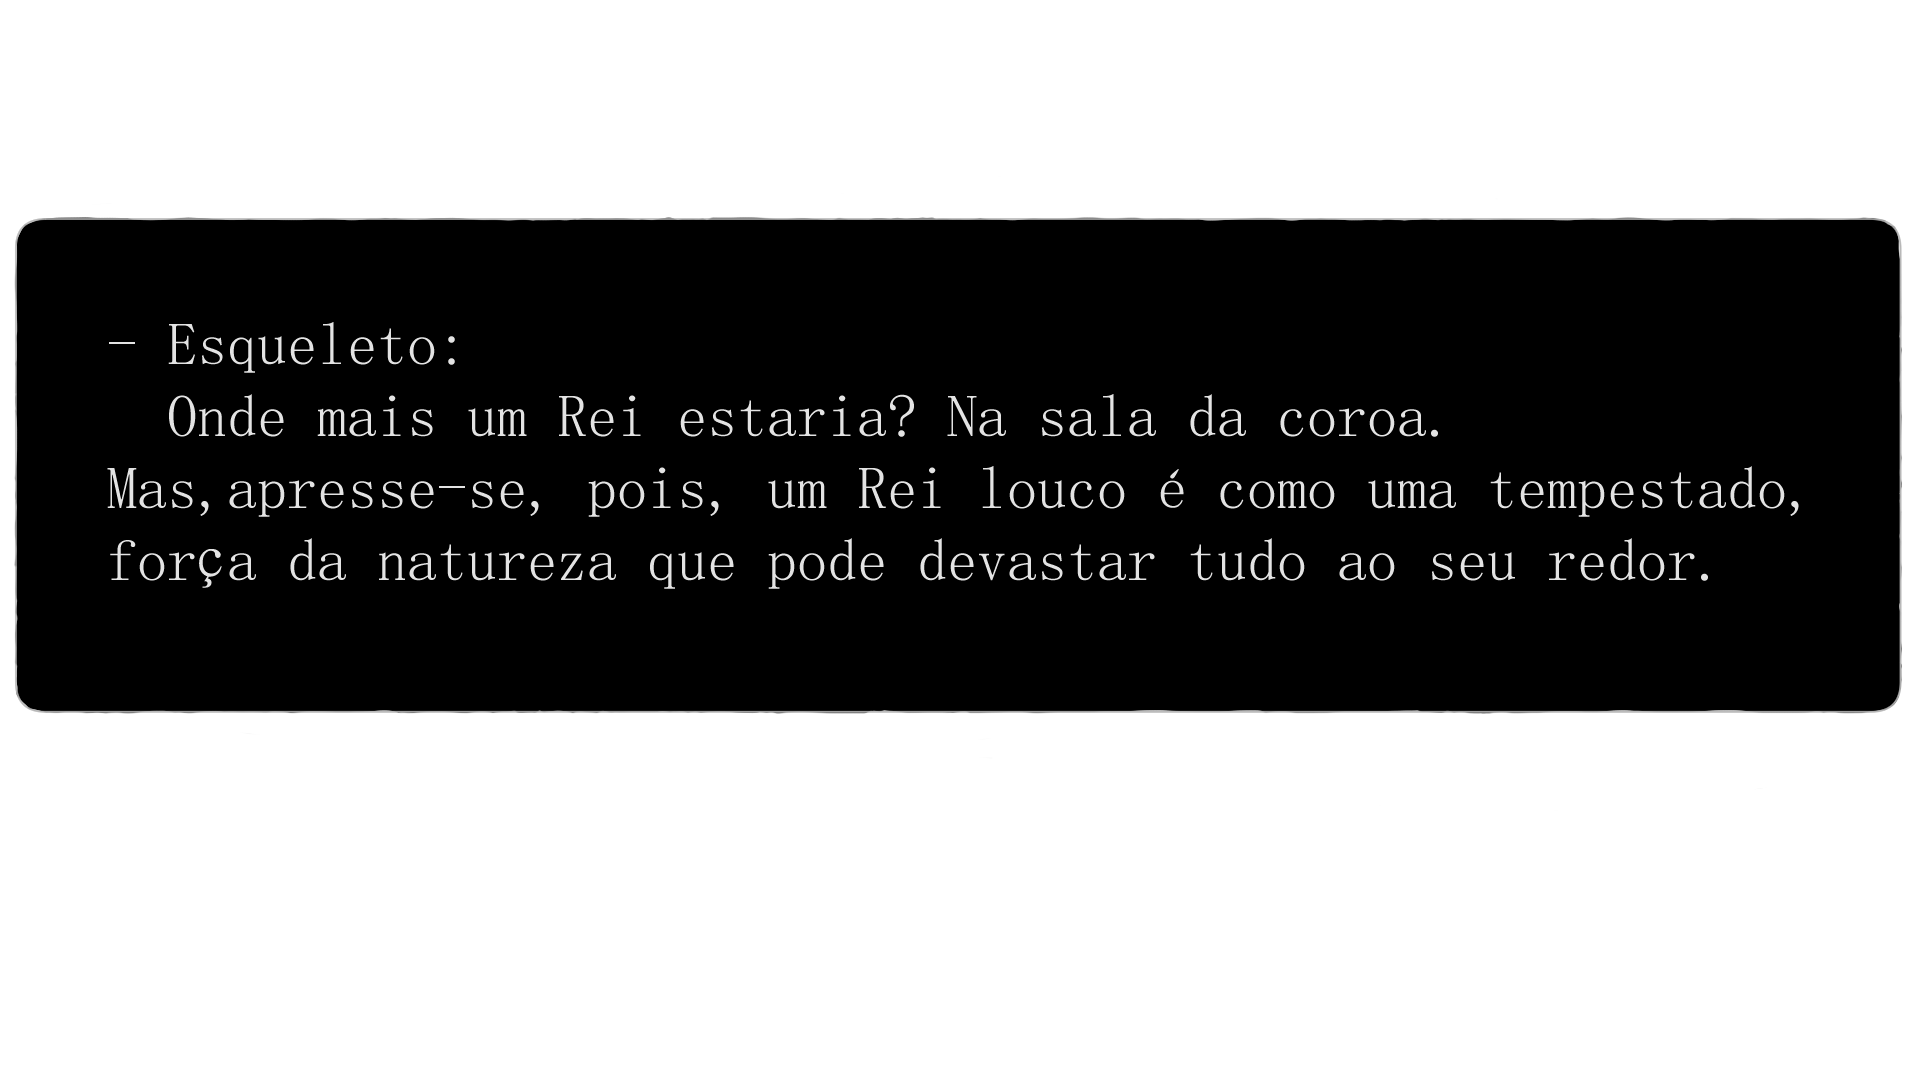 - Esqueleto:
Onde mais um Rei estaria? Na sala da coroa.
Mas,apresse-se, pois, um Rei louco é como uma tempestado,
força da natureza que pode devastar tudo ao seu redor.